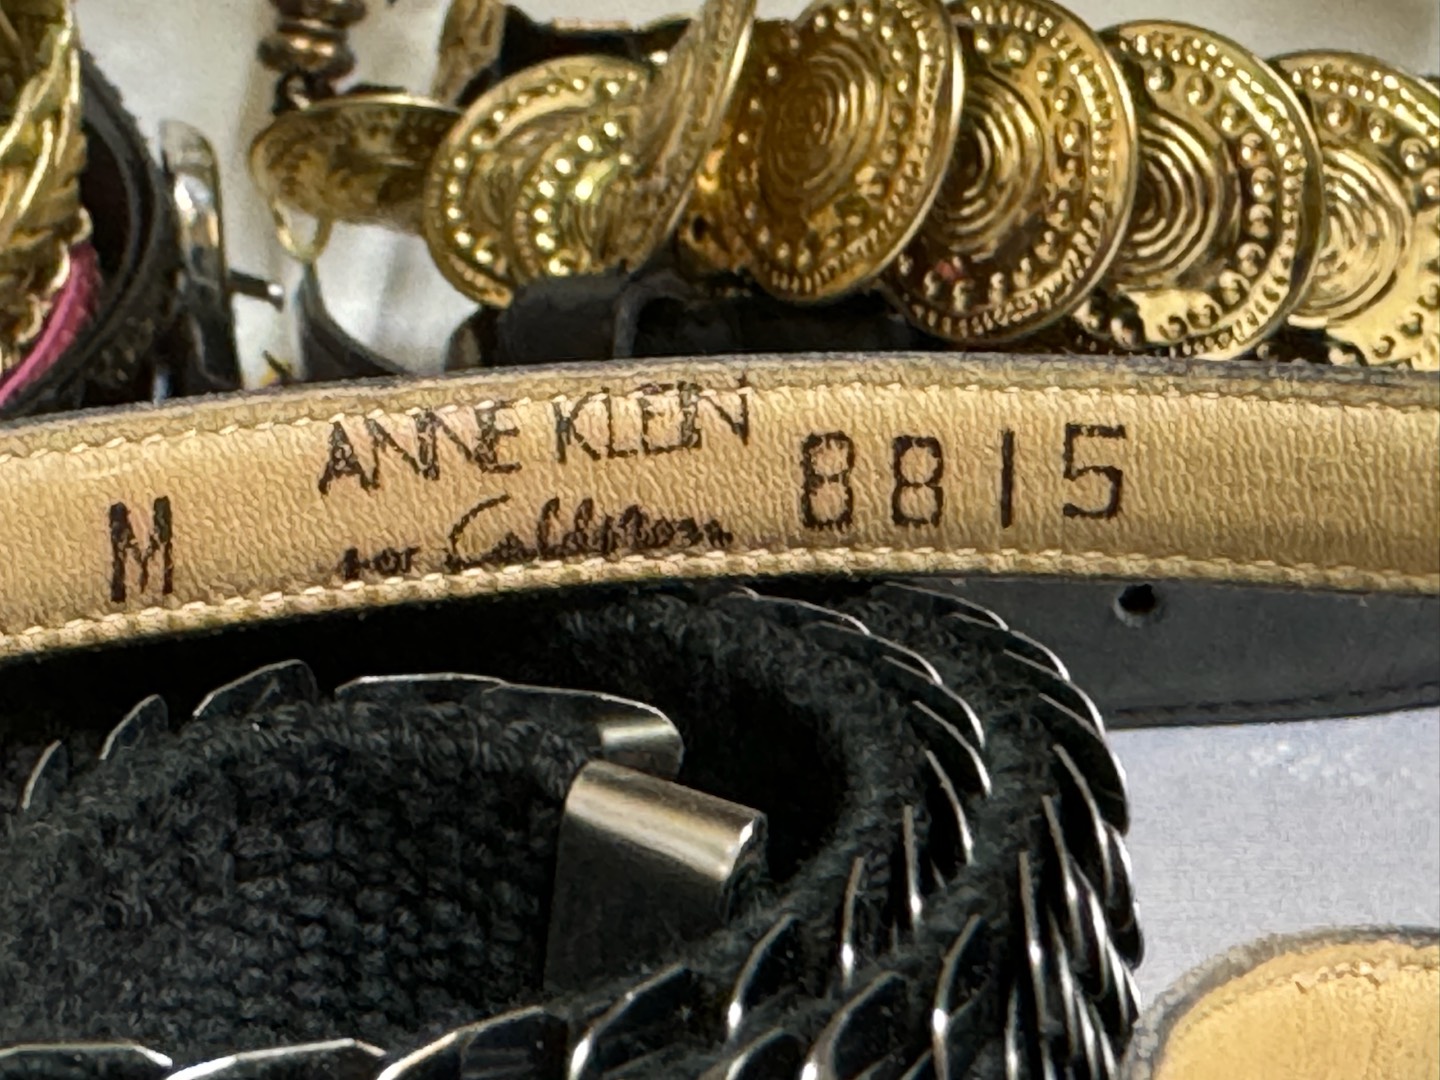 M
ANNE KLEIN
for Calderon
8815